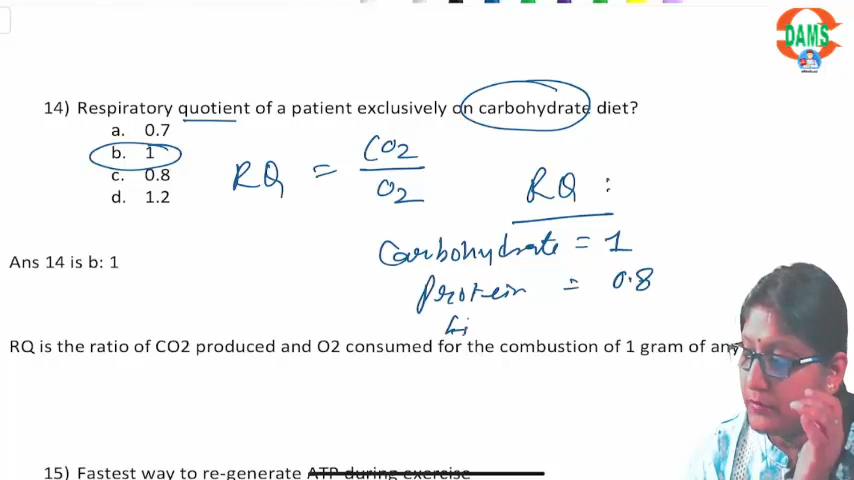 DAMS
14) Respiratory quotient of a patient exclusively on carbohydrate diet?
a. 0.7
b. 1
c. 0.8
d. 1.2
RQ = CO2
O2
RQ :
Carbohydrate = 1
Protein = 0.8
Li
Ans 14 is b: 1
RQ is the ratio of CO2 produced and O2 consumed for the combustion of 1 gram of any
15) Fastest way to re-generate ATP during exercise